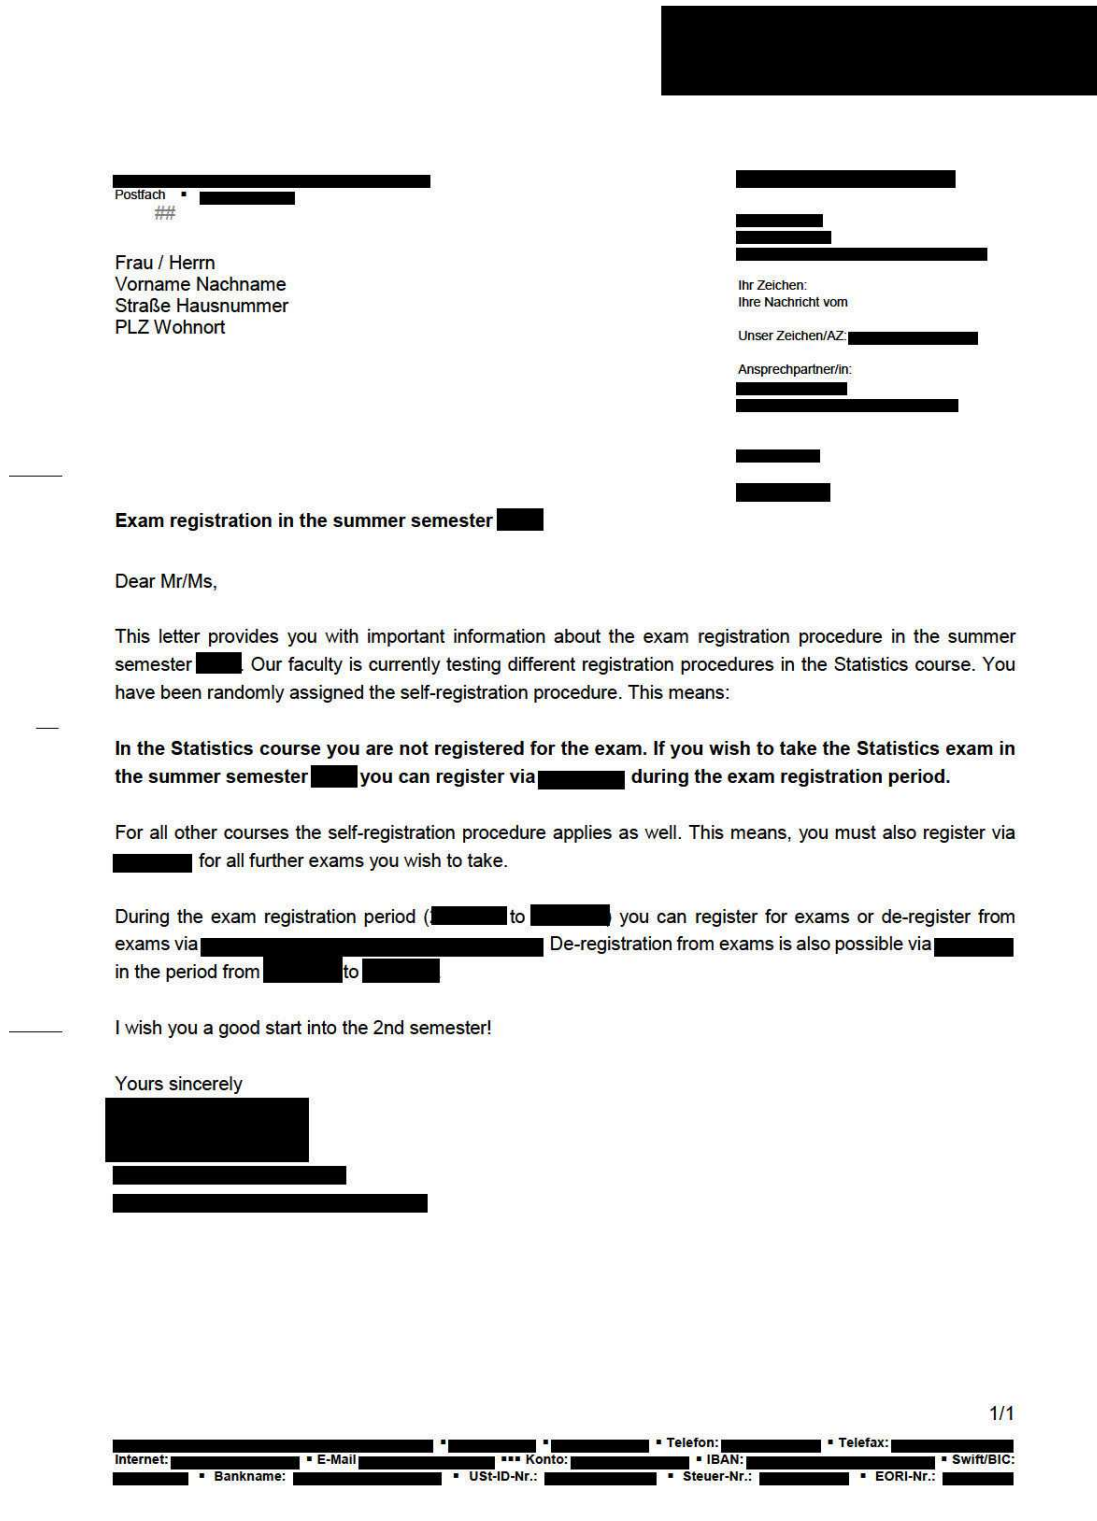 Postfach ▪
##
Frau / Herrn
Vorname Nachname
Straße Hausnummer
PLZ Wohnort
Ihr Zeichen:
Ihre Nachricht vom
Unser Zeichen/AZ:
Ansprechpartner/in:
Exam registration in the summer semester
Dear Mr/Ms,
This letter provides you with important information about the exam registration procedure in the summer
semester . Our faculty is currently testing different registration procedures in the Statistics course. You
have been randomly assigned the self-registration procedure. This means:
In the Statistics course you are not registered for the exam. If you wish to take the Statistics exam in
the summer semester you can register via during the exam registration period.
For all other courses the self-registration procedure applies as well. This means, you must also register via
for all further exams you wish to take.
During the exam registration period ( to ) you can register for exams or de-register from
exams via De-registration from exams is also possible via
in the period from to
I wish you a good start into the 2nd semester!
Yours sincerely
1/1
▪ ▪ ▪ Telefon: ▪ Telefax:
Internet: ▪ E-Mail ▪▪▪ Konto: ▪ IBAN: ▪ Swift/BIC:
▪ Bankname: ▪ USt-ID-Nr.: ▪ Steuer-Nr.: ▪ EORI-Nr.: